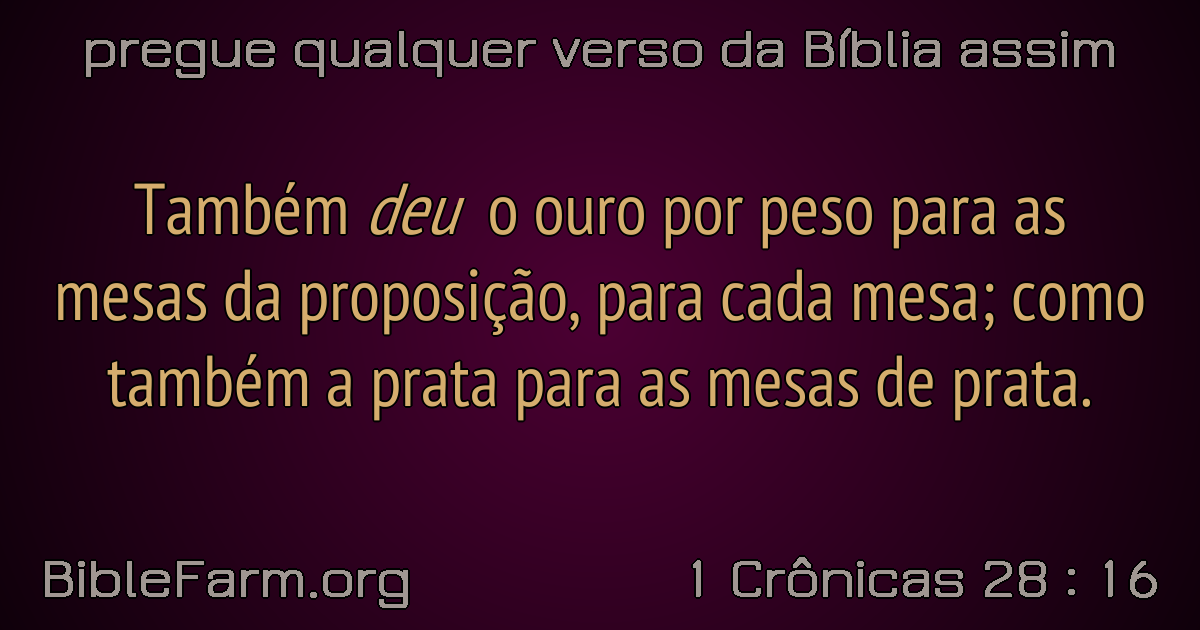 pregue qualquer verso da Bíblia assim
Também deu o ouro por peso para as
mesas da proposição, para cada mesa; como
também a prata para as mesas de prata.
BibleFarm.org
1 Crônicas 28 : 16